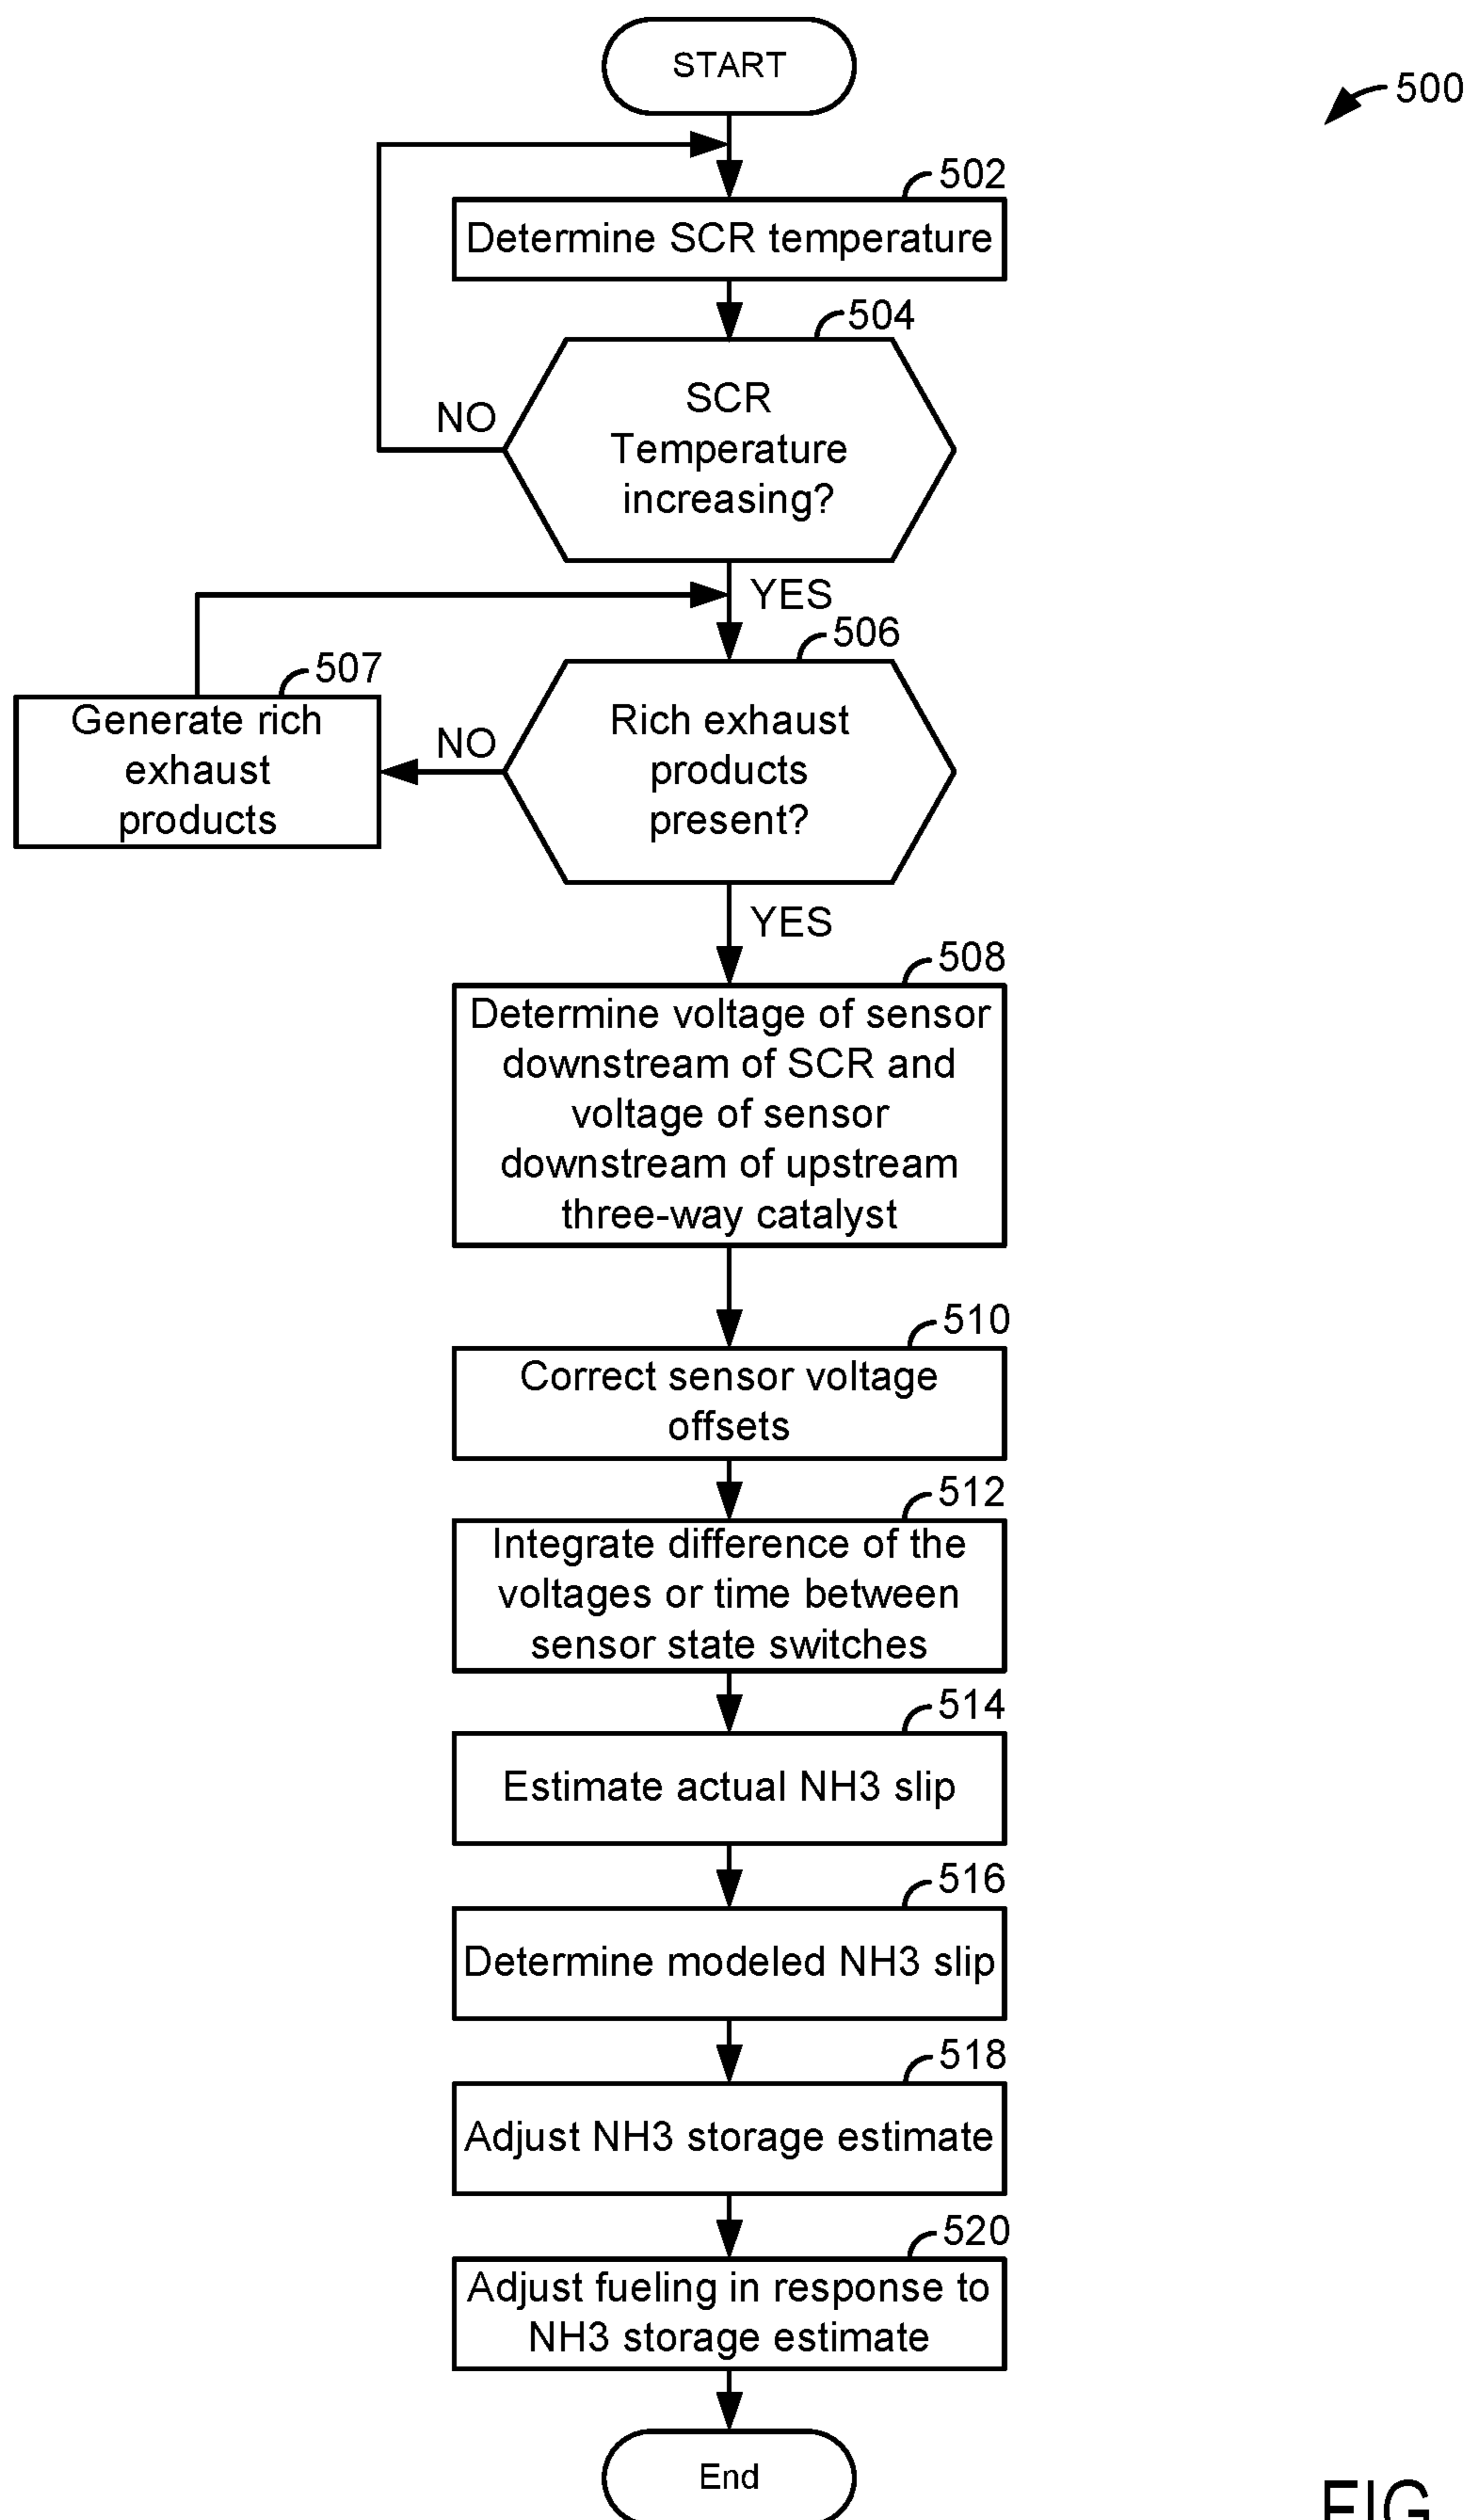 START
500
502
Determine SCR temperature
504
SCR
Temperature
increasing?
NO
YES
506
507
Generate rich
exhaust
products
NO
Rich exhaust
products
present?
YES
508
Determine voltage of sensor
downstream of SCR and
voltage of sensor
downstream of upstream
three-way catalyst
510
Correct sensor voltage
offsets
512
Integrate difference of the
voltages or time between
sensor state switches
514
Estimate actual NH3 slip
516
Determine modeled NH3 slip
518
Adjust NH3 storage estimate
520
Adjust fueling in response to
NH3 storage estimate
End
FIG